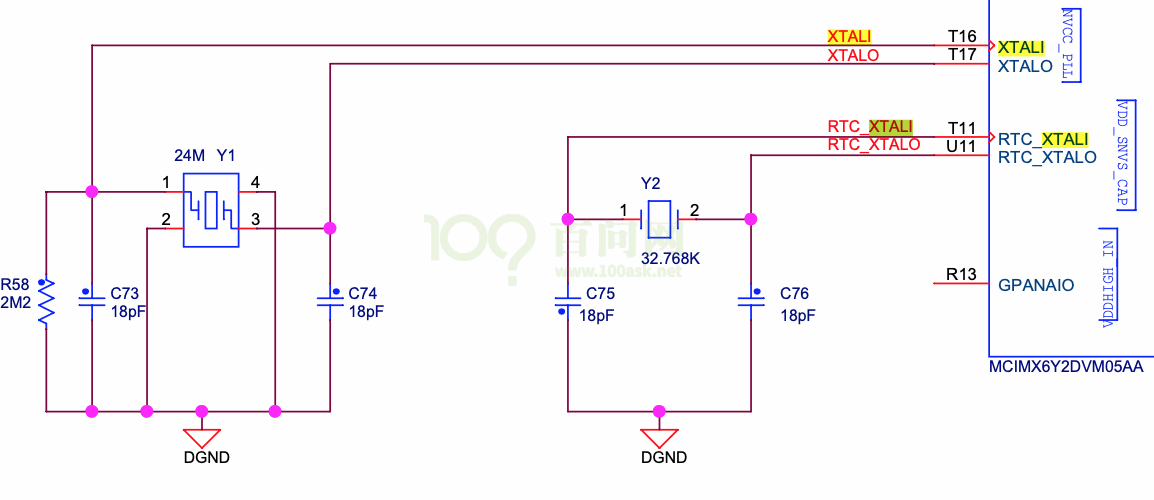 XTALI
T16
XTALI
NVCC_PLL
XTALO
T17
XTALO
RTC_XTALI
T11
RTC_XTALI
VDD_SNVS_CAP
RTC_XTALO
U11
RTC_XTALO
24M Y1
1
4
2
3
Y2
1
2
32.768K
百问网
www.100ask.net
R58
2M2
C73
18pF
C74
18pF
C75
18pF
C76
18pF
R13
GPANAIO
VDDHIGH_IN
MCIMX6Y2DVM05AA
DGND
DGND